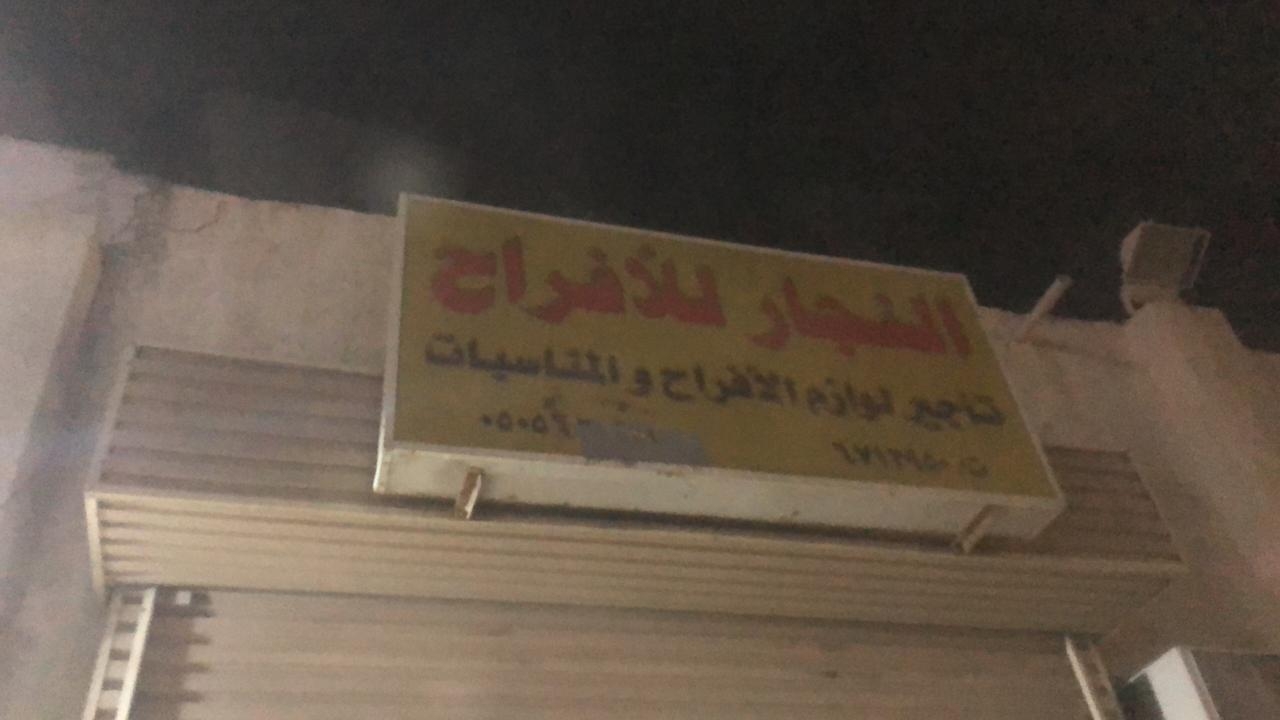 النجار للأفراح
تأجير لوازم الأفراح و المناسبات
ت